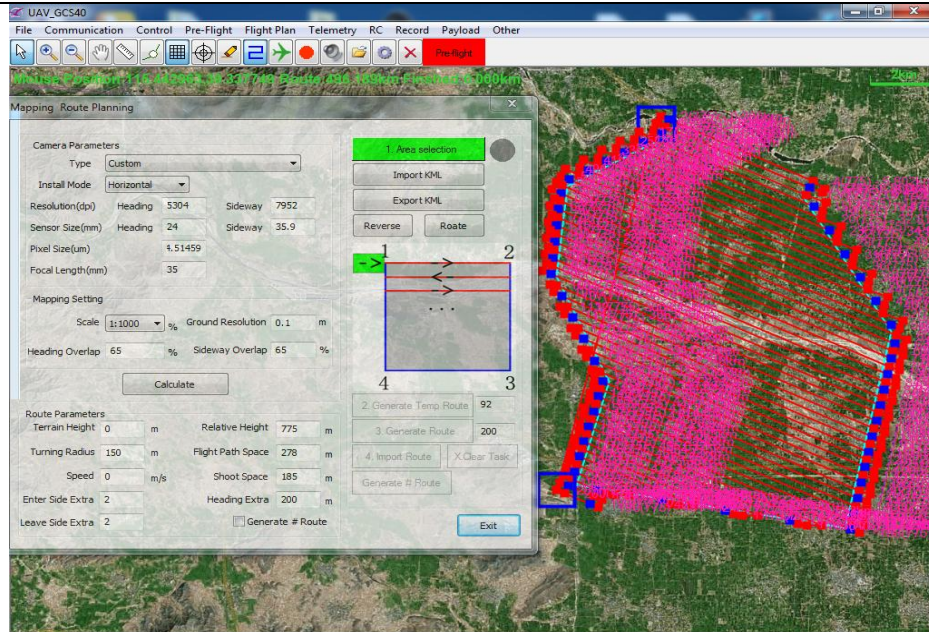 UAV_GCS40
File Communication Control Pre-Flight Flight Plan Telemetry RC Record Payload Other
Pre-flight
2km
Mapping Route Planning
Camera Parameters
Type Custom
Install Mode Horizontal
Resolution(dpi) Heading 5304 Sideway 7952
Sensor Size(mm) Heading 24 Sideway 35.9
Pixel Size(um) 4.51459
Focal Length(mm) 35
Mapping Setting
Scale 1:1000 % Ground Resolution 0.1 m
Heading Overlap 65 % Sideway Overlap 65 %
Calculate
Route Parameters
Terrain Height 0 m Relative Height 775 m
Turning Radius 150 m Flight Path Space 278 m
Speed 0 m/s Shoot Space 185 m
Enter Side Extra 2 Heading Extra 200 m
Leave Side Extra 2 Generate # Route
1. Area selection
Import KML
Export KML
Reverse Roate
1 2
-> ->
<-
->
...
4 3
2. Generate Temp Route 92
3. Generate Route 200
4. Import Route X.Clear Task
Generate # Route
Exit